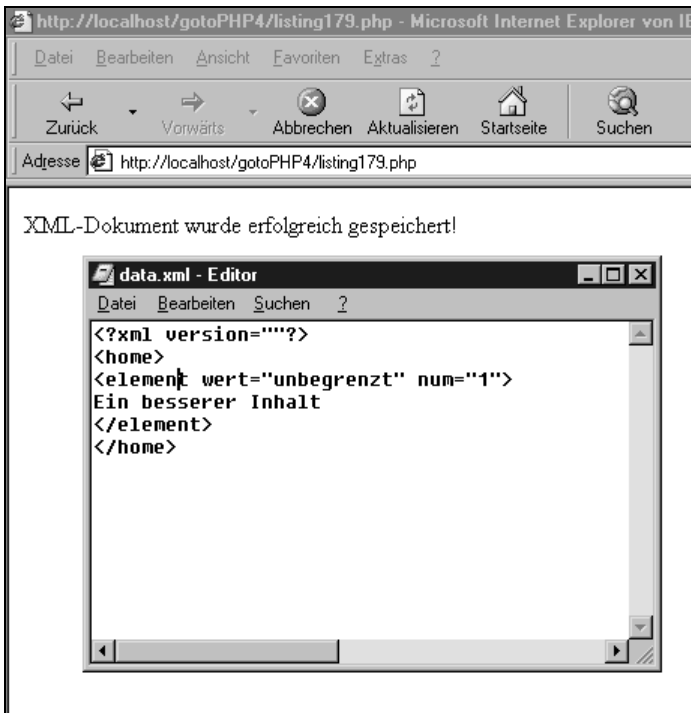 http://localhost/gotoPHP4/listing179.php - Microsoft Internet Explorer von
Datei Bearbeiten Ansicht Favoriten Extras ?
Zurück Vorwärts Abbrechen Aktualisieren Startseite Suchen
Adresse http://localhost/gotoPHP4/listing179.php
XML-Dokument wurde erfolgreich gespeichert!
data.xml - Editor
Datei Bearbeiten Suchen ?
<?xml version=""?>
<home>
<element wert="unbegrenzt" num="1">
Ein besserer Inhalt
</element>
</home>